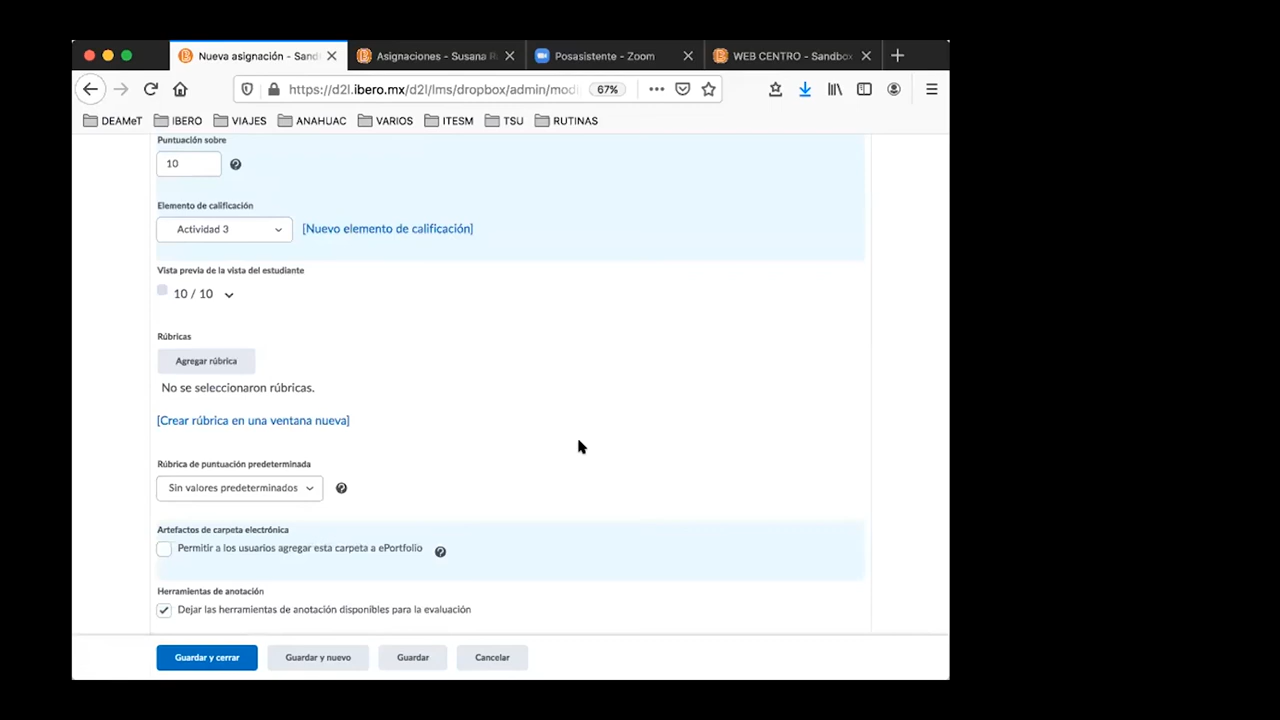 Nueva asignación - Sand
Asignaciones - Susana R
Posasistente - Zoom
WEB CENTRO - Sandbox
https://d2l.ibero.mx/d2l/lms/dropbox/admin/modi
67%
DEAMeT
IBERO
VIAJES
ANAHUAC
VARIOS
ITESM
TSU
RUTINAS
Puntuación sobre
10
Elemento de calificación
Actividad 3
[Nuevo elemento de calificación]
Vista previa de la vista del estudiante
10 / 10
Rúbricas
Agregar rúbrica
No se seleccionaron rúbricas.
[Crear rúbrica en una ventana nueva]
Rúbrica de puntuación predeterminada
Sin valores predeterminados
Artefactos de carpeta electrónica
Permitir a los usuarios agregar esta carpeta a ePortfolio
Herramientas de anotación
Dejar las herramientas de anotación disponibles para la evaluación
Guardar y cerrar
Guardar y nuevo
Guardar
Cancelar